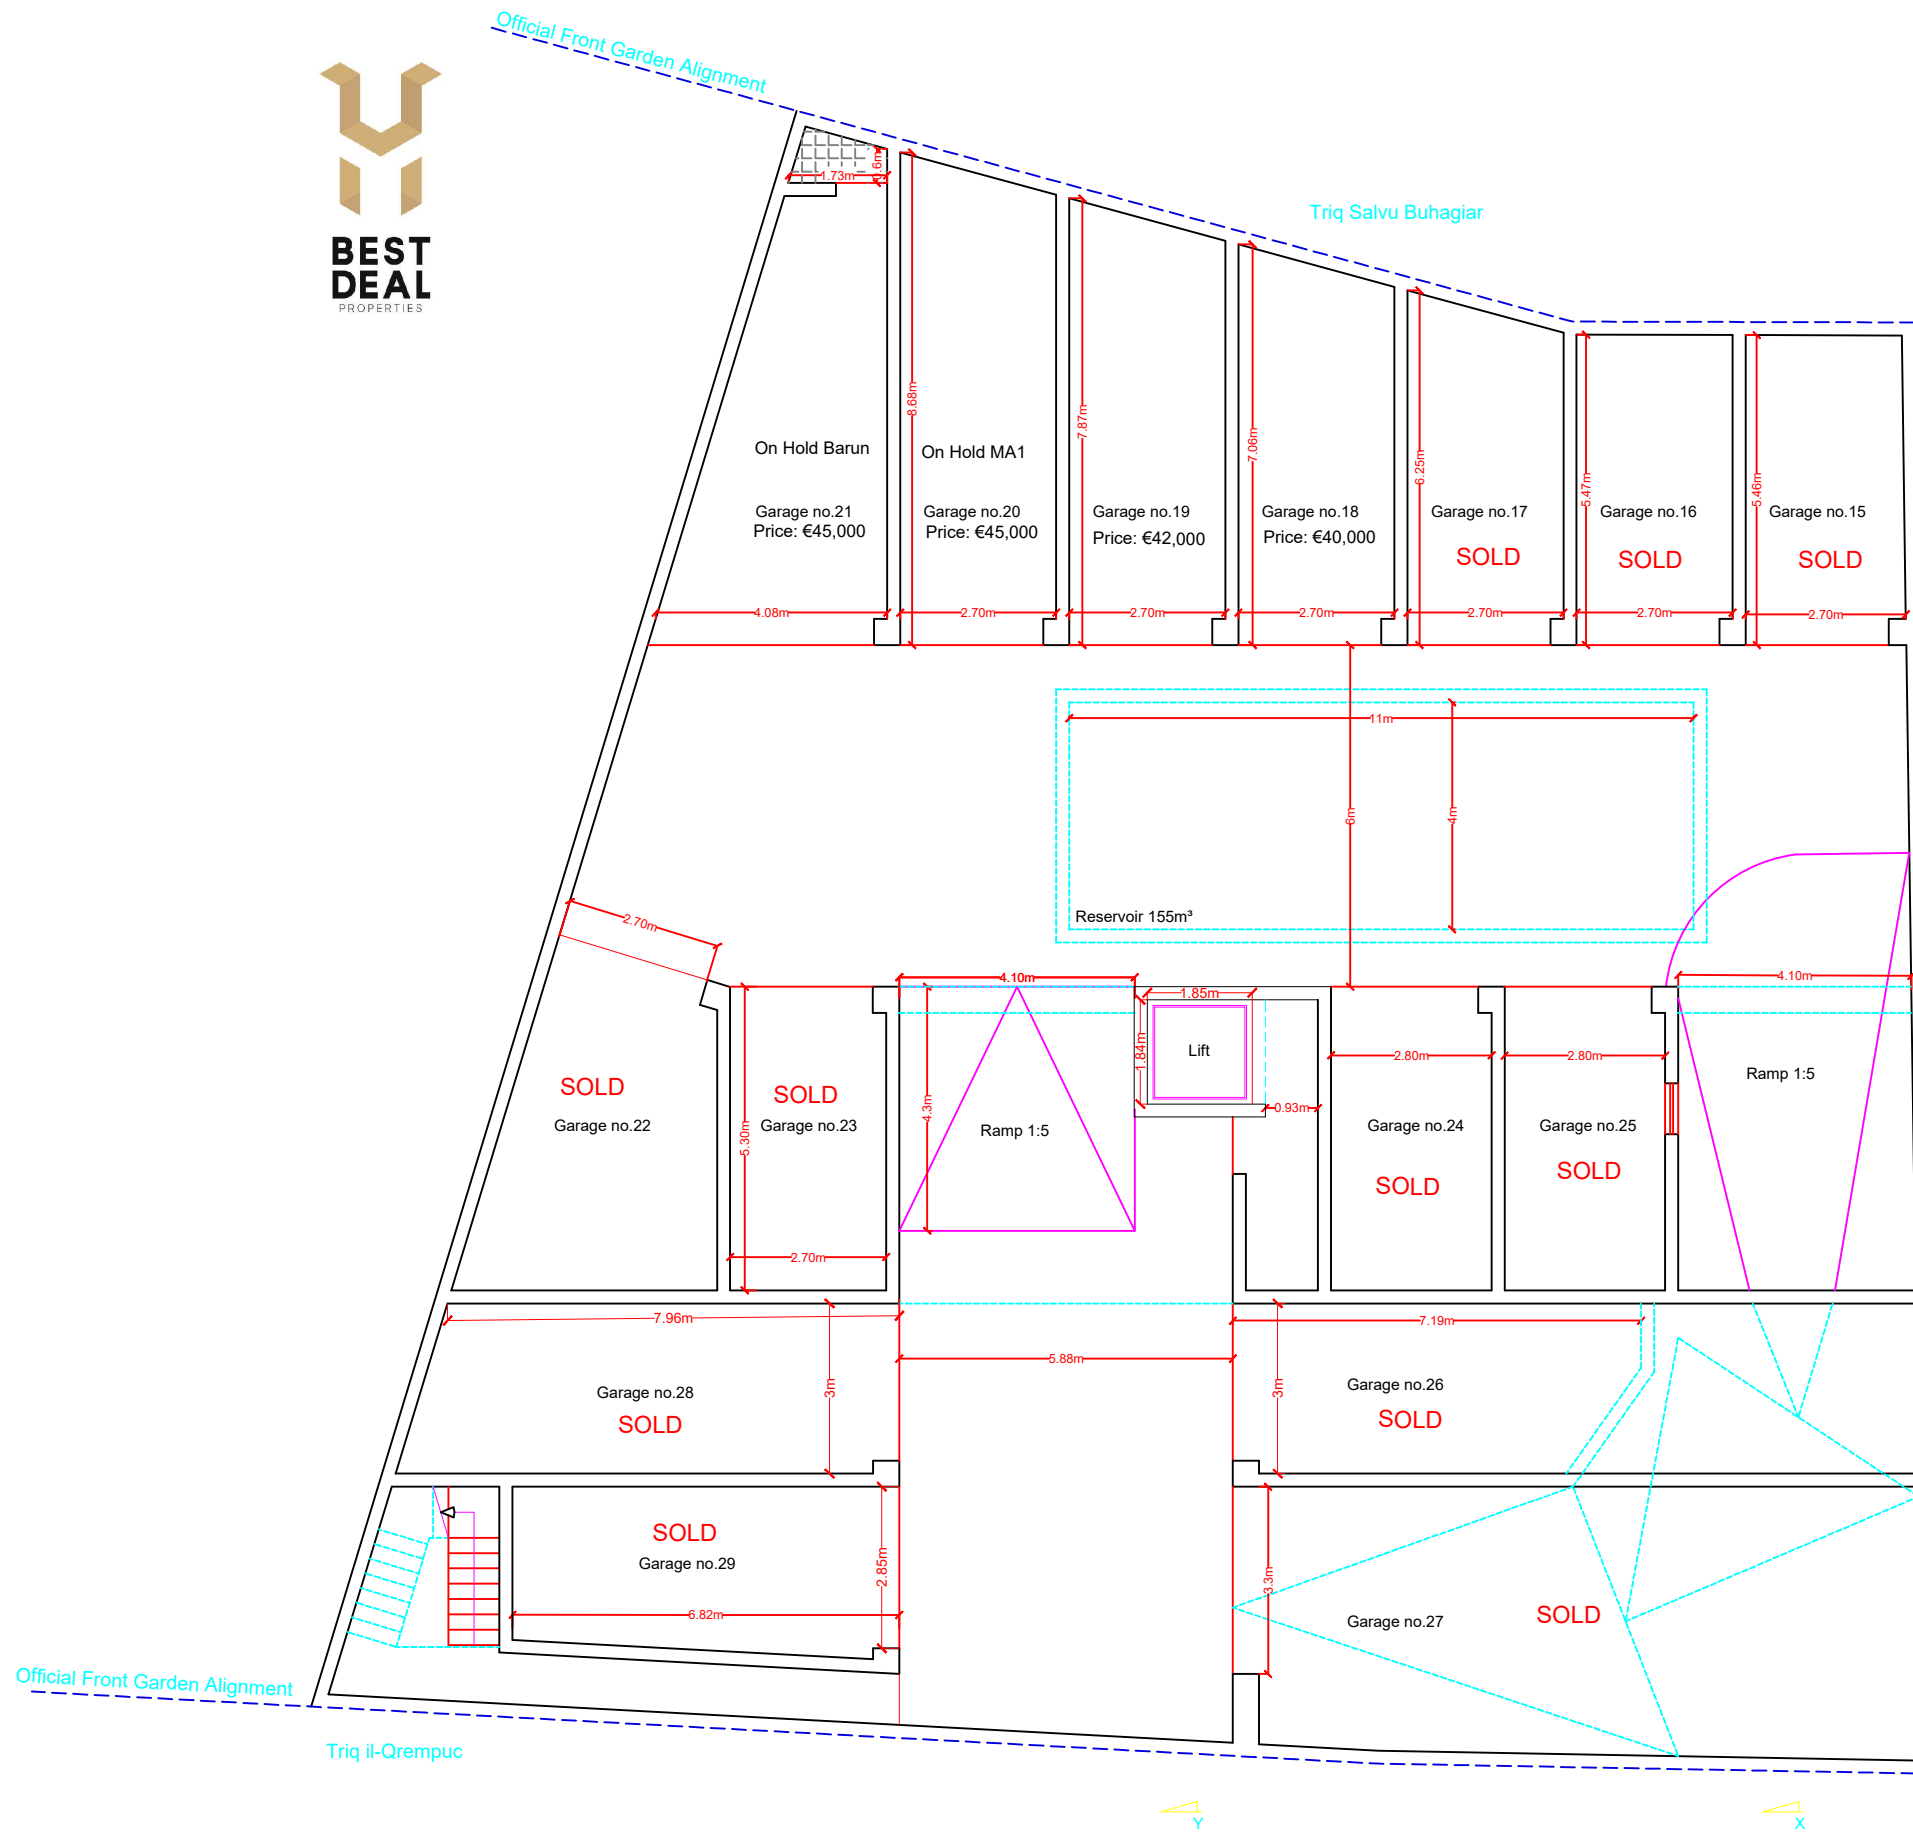 Official Front Garden Alignment
BEST
DEAL
PROPERTIES
Triq Salvu Buhagiar
1.73m
8.68m
7.87m
7.06m
6.25m
5.47m
5.46m
On Hold Barun
On Hold MA1
Garage no.21
Price: €45,000
Garage no.20
Price: €45,000
Garage no.19
Price: €42,000
Garage no.18
Price: €40,000
Garage no.17
SOLD
Garage no.16
SOLD
Garage no.15
SOLD
4.08m
2.70m
2.70m
2.70m
2.70m
2.70m
2.70m
11m
6m
4m
Reservoir 155m³
2.70m
4.10m
1.85m
4.10m
1.84m
Lift
2.80m
2.80m
Ramp 1:5
SOLD
Garage no.22
SOLD
Garage no.23
5.30m
4.3m
Ramp 1:5
0.93m
Garage no.24
SOLD
Garage no.25
SOLD
2.70m
7.96m
7.19m
5.88m
3m
3m
Garage no.28
SOLD
Garage no.26
SOLD
SOLD
Garage no.29
2.85m
6.82m
3.3m
Garage no.27
SOLD
Official Front Garden Alignment
Triq il-Qrempuc
Y
X